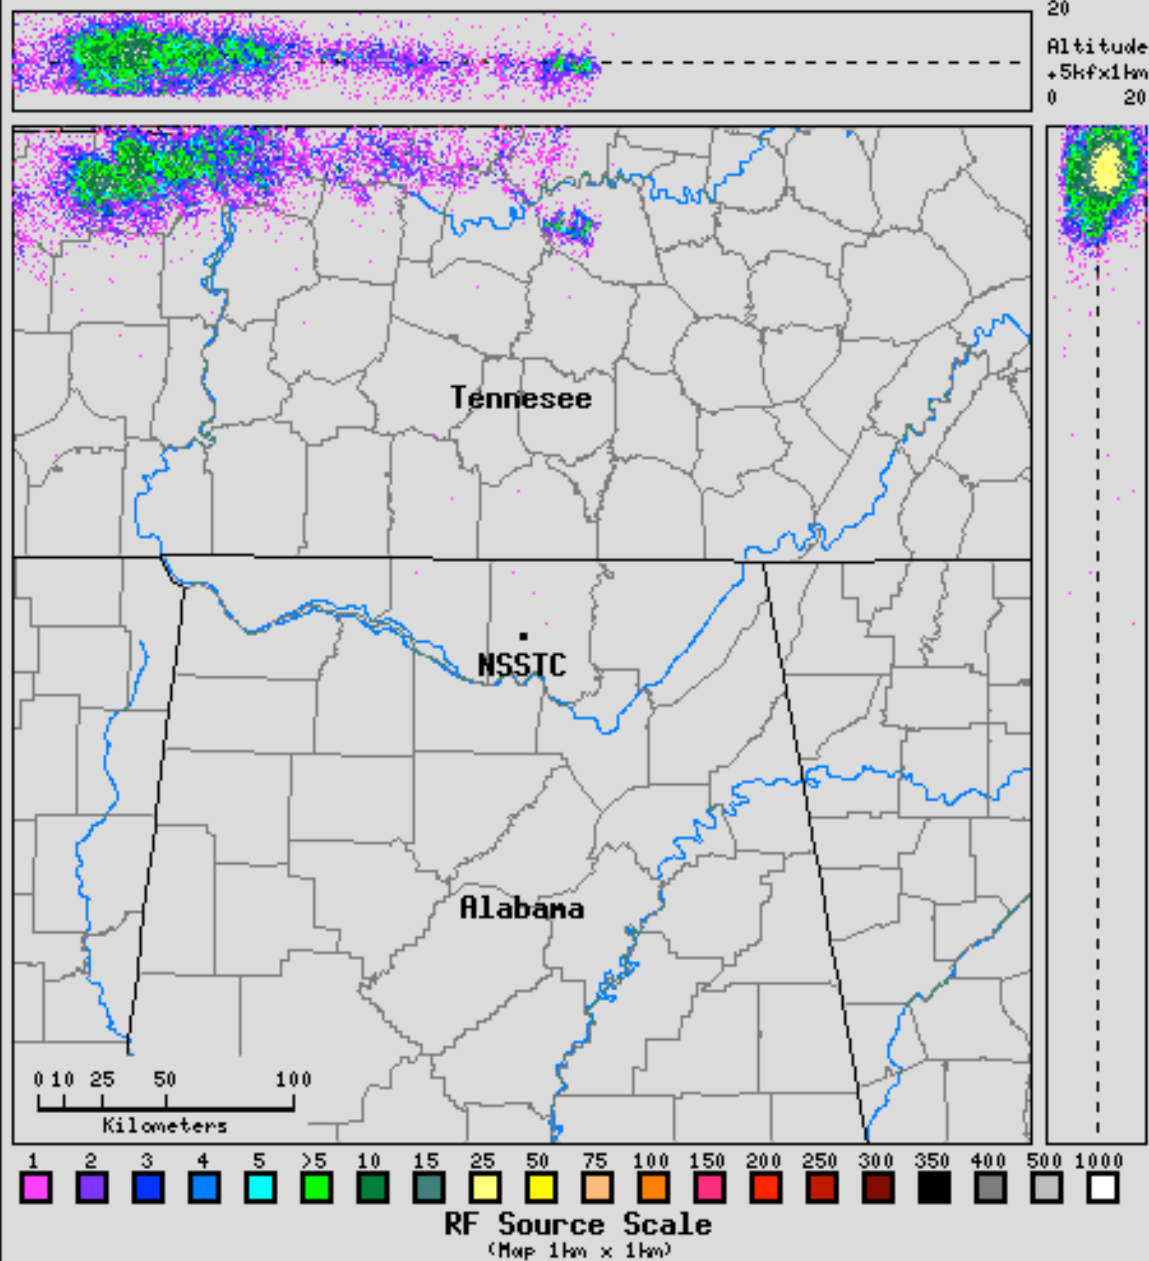 20
Altitude
+5kfx1km
0 20
Tennesee
NSSTC
Alabama
0 10 25 50 100
Kilometers
1 2 3 4 5 >5 10 15 25 50 75 100 150 200 250 300 350 400 500 1000
RF Source Scale
(Map 1km x 1km)